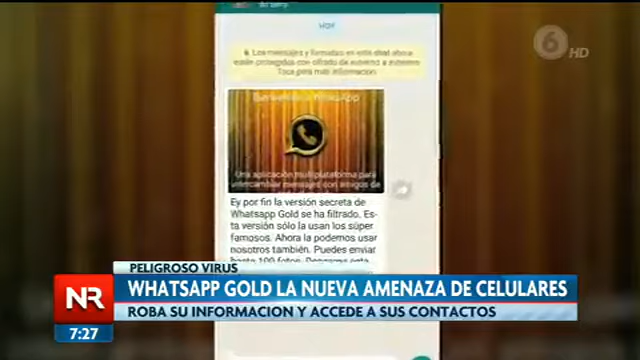 HOY
6
HD
Los mensajes y llamadas en este chat ahora
están protegidos con cifrado de extremo a extremo
Toca para más información
Una aplicación multiplataforma para
intercambiar mensajes con amigos de
Ey por fin la versión secreta de
Whatsapp Gold se ha filtrado. Es-
ta versión sólo la usan los súper
famosos. Ahora la podemos usar
nosotros también. Puedes enviar
hasta 100 fotos.
PELIGROSO VIRUS
WHATSAPP GOLD LA NUEVA AMENAZA DE CELULARES
ROBA SU INFORMACION Y ACCEDE A SUS CONTACTOS
NR
7:27